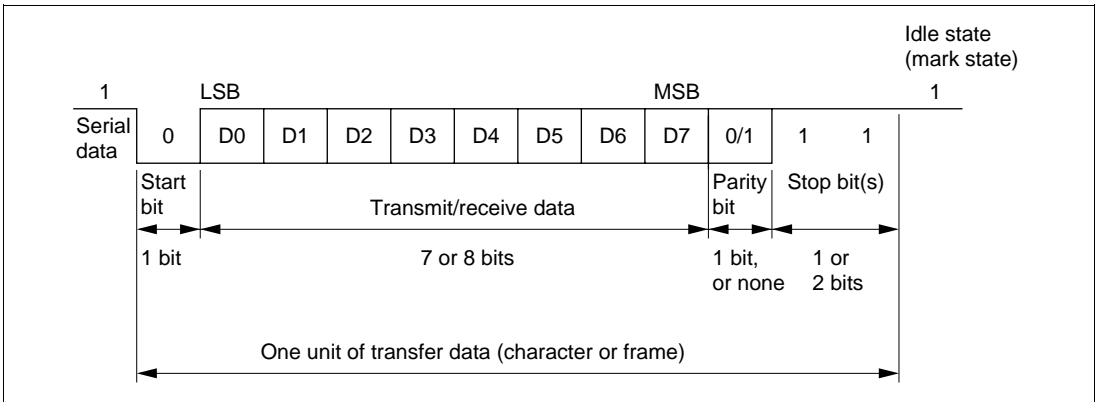 Idle state
(mark state)
1 LSB MSB 1
Serial
data
0 D0 D1 D2 D3 D4 D5 D6 D7 0/1 1 1
Start
bit
Transmit/receive data
Parity
bit
Stop bit(s)
1 bit
7 or 8 bits
1 bit,
or none
1 or
2 bits
One unit of transfer data (character or frame)